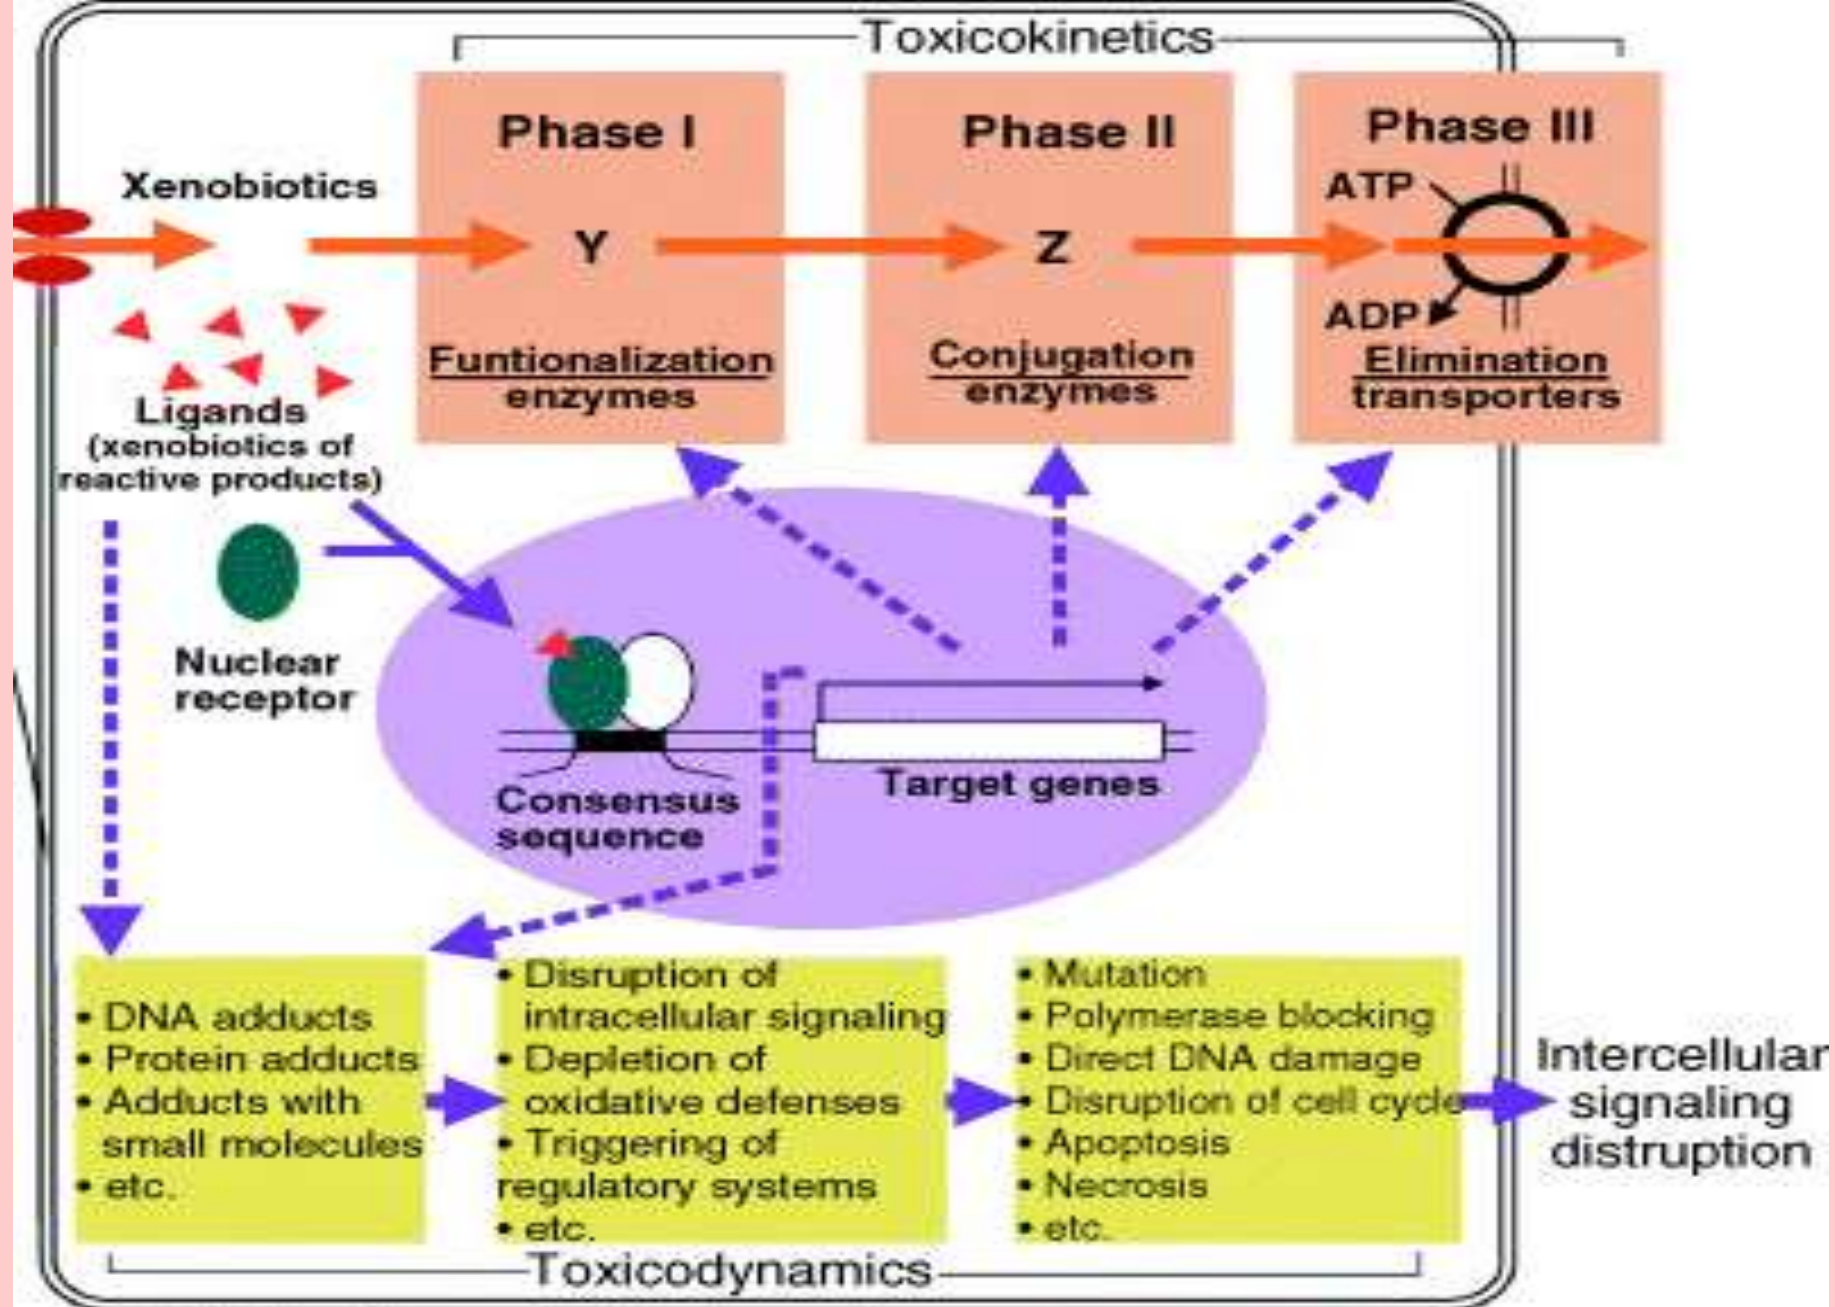 Toxicokinetics
Phase I
Phase II
Phase III
Xenobiotics
ATP
Y
Z
ADP
Funtionalization
enzymes
Conjugation
enzymes
Elimination
transporters
Ligands
(xenobiotics of
reactive products)
Nuclear
receptor
Consensus
sequence
Target genes
• DNA adducts
• Protein adducts
• Adducts with
small molecules
• etc.
• Disruption of
intracellular signaling
• Depletion of
oxidative defenses
• Triggering of
regulatory systems
• etc.
• Mutation
• Polymerase blocking
• Direct DNA damage
• Disruption of cell cycle
• Apoptosis
• Necrosis
• etc.
Intercellular
signaling
distruption
Toxicodynamics